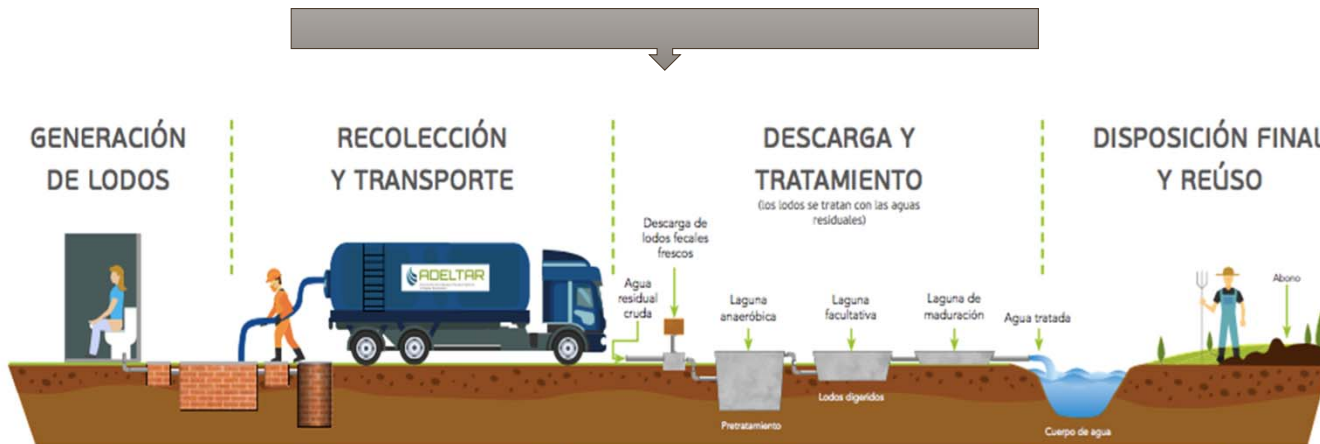 GENERACIÓN
DE LODOS
RECOLECCIÓN
Y TRANSPORTE
DESCARGA Y
TRATAMIENTO
(los lodos se tratan con las aguas
residuales)
DISPOSICIÓN FINAL
Y REÚSO
ADELTAR
Agua
residual
cruda
Descarga de
lodos fecales
frescos
Laguna
anaeróbica
Laguna
facultativa
Laguna de
maduración
Agua tratada
Abono
Pretratamiento
Lodos digeridos
Cuerpo de agua